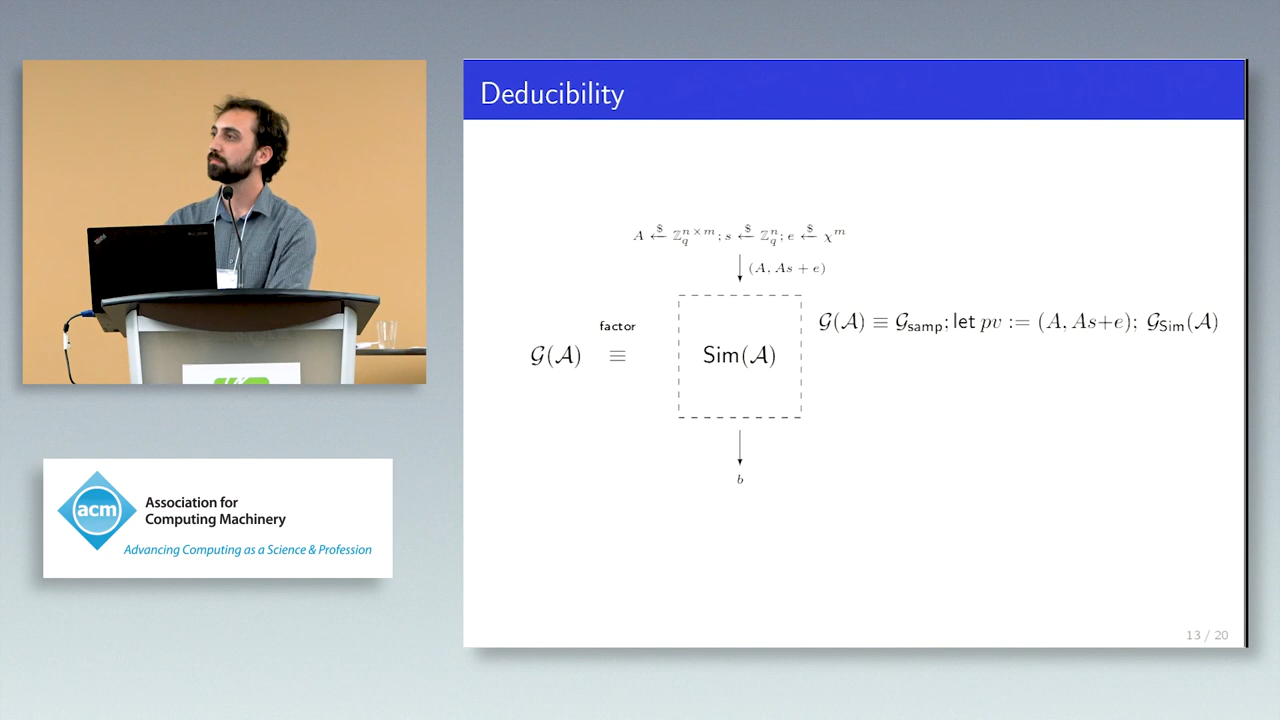 Deducibility
A ←$ ℤ_q^{n×m}; s ←$ ℤ_q^n; e ←$ χ^m
(A, As + e)
factor
𝒢(𝒜) ≡
Sim(𝒜)
𝒢(𝒜) ≡ 𝒢_samp; let pv := (A, As+e); 𝒢_Sim(𝒜)
b
13 / 20
acm
Association for
Computing Machinery
Advancing Computing as a Science & Profession